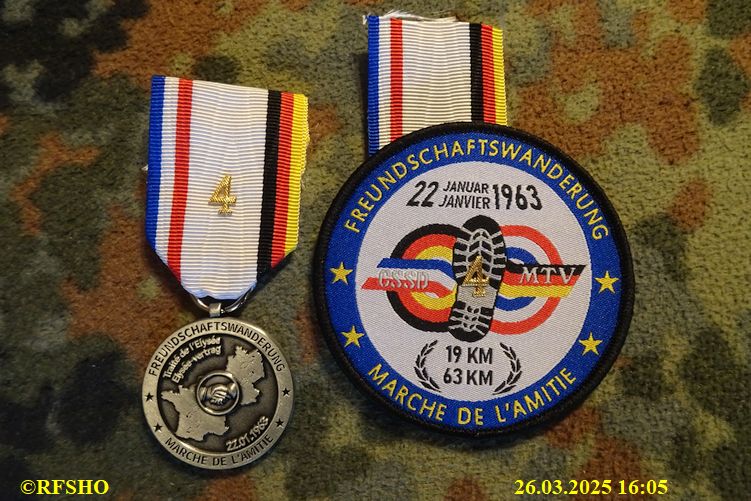 4
FREUNDSCHAFTSWANDERUNG
Traité de l'Elysée
Elysée-vertrag
22.01.1963
MARCHE DE L'AMITIE
FREUNDSCHAFTSWANDERUNG
22 JANUAR JANVIER 1963
CSSD 4 MTV
19 KM
63 KM
MARCHE DE L'AMITIE
©RFSHO
26.03.2025 16:05